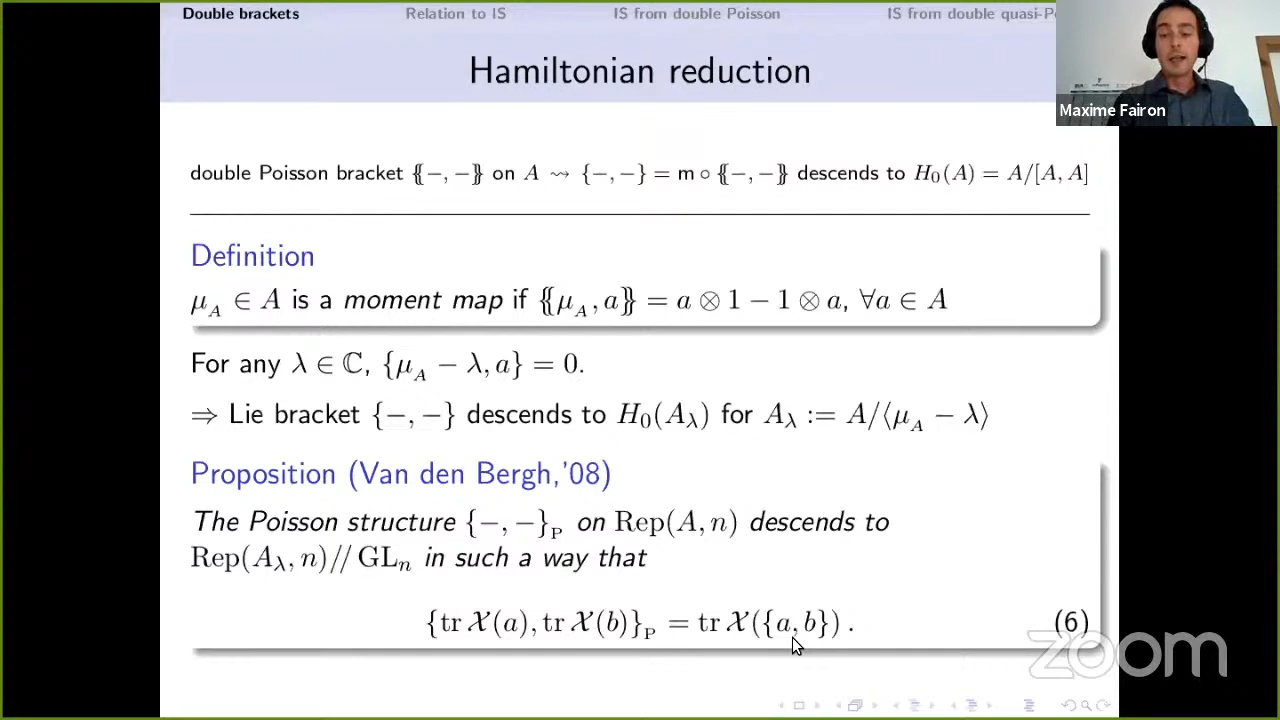 Double brackets Relation to IS IS from double Poisson IS from double quasi-P
Hamiltonian reduction
Maxime Fairon
double Poisson bracket {{−, −}} on A ⇝ {−, −} = m ∘ {{−, −}} descends to H₀(A) = A/[A, A]
Definition
μ_A ∈ A is a moment map if {{μ_A, a}} = a ⊗ 1 − 1 ⊗ a, ∀a ∈ A
For any λ ∈ ℂ, {μ_A − λ, a} = 0.
⇒ Lie bracket {−, −} descends to H₀(A_λ) for A_λ := A/⟨μ_A − λ⟩
Proposition (Van den Bergh,'08)
The Poisson structure {−, −}_P on Rep(A, n) descends to
Rep(A_λ, n)// GL_n in such a way that
{tr 𝒳(a), tr 𝒳(b)}_P = tr 𝒳({a, b}) . (6)
zoom